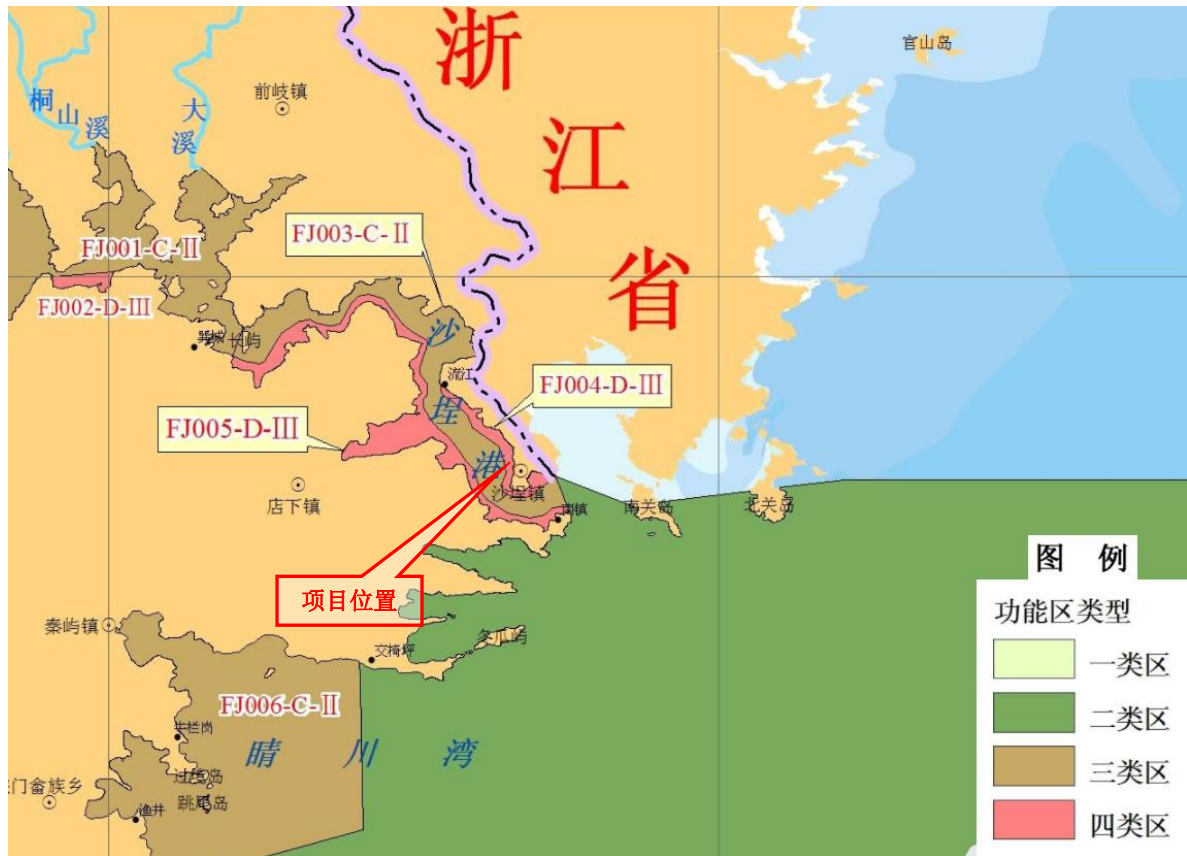 浙
江
省
官山岛
桐
山
溪
大
溪
前岐镇
FJ003-C-Ⅱ
FJ001-C-Ⅱ
FJ002-D-Ⅲ
长屿
沙
埕
港
流江
FJ004-D-Ⅲ
FJ005-D-Ⅲ
沙埕镇
店下镇
南镇
南关岛
北关岛
项目位置
秦屿镇
交椅坪
冬瓜屿
FJ006-C-Ⅱ
牛栏岗
晴 川 湾
跳尾岛
门畲族乡
渔井
图 例
功能区类型
一类区
二类区
三类区
四类区